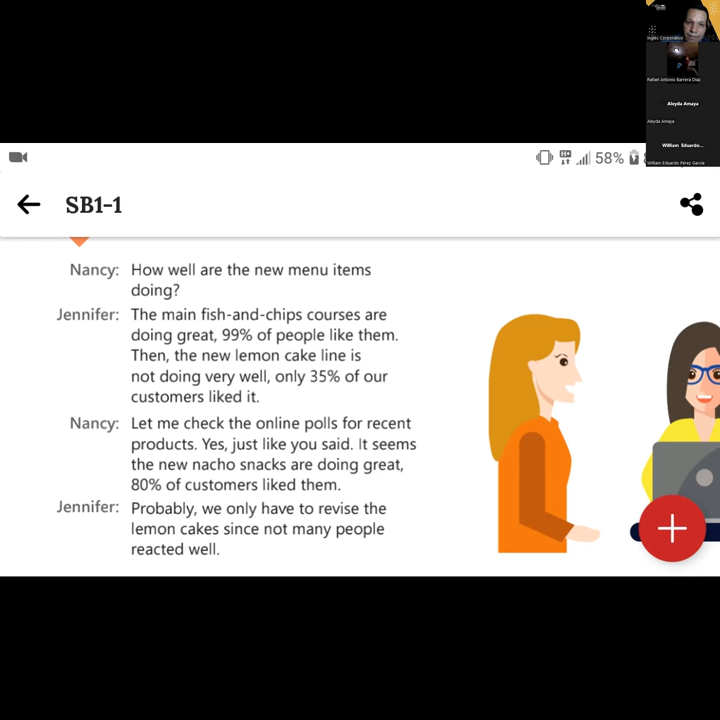 Ingles Corporativo
Rafael Antonio Barrera Diaz
Aleyda Amaya
Aleyda Amaya
William Eduardo...
William Eduardo Pérez García
58%
SB1-1
Nancy: How well are the new menu items
doing?
Jennifer: The main fish-and-chips courses are
doing great, 99% of people like them.
Then, the new lemon cake line is
not doing very well, only 35% of our
customers liked it.
Nancy: Let me check the online polls for recent
products. Yes, just like you said. It seems
the new nacho snacks are doing great,
80% of customers liked them.
Jennifer: Probably, we only have to revise the
lemon cakes since not many people
reacted well.